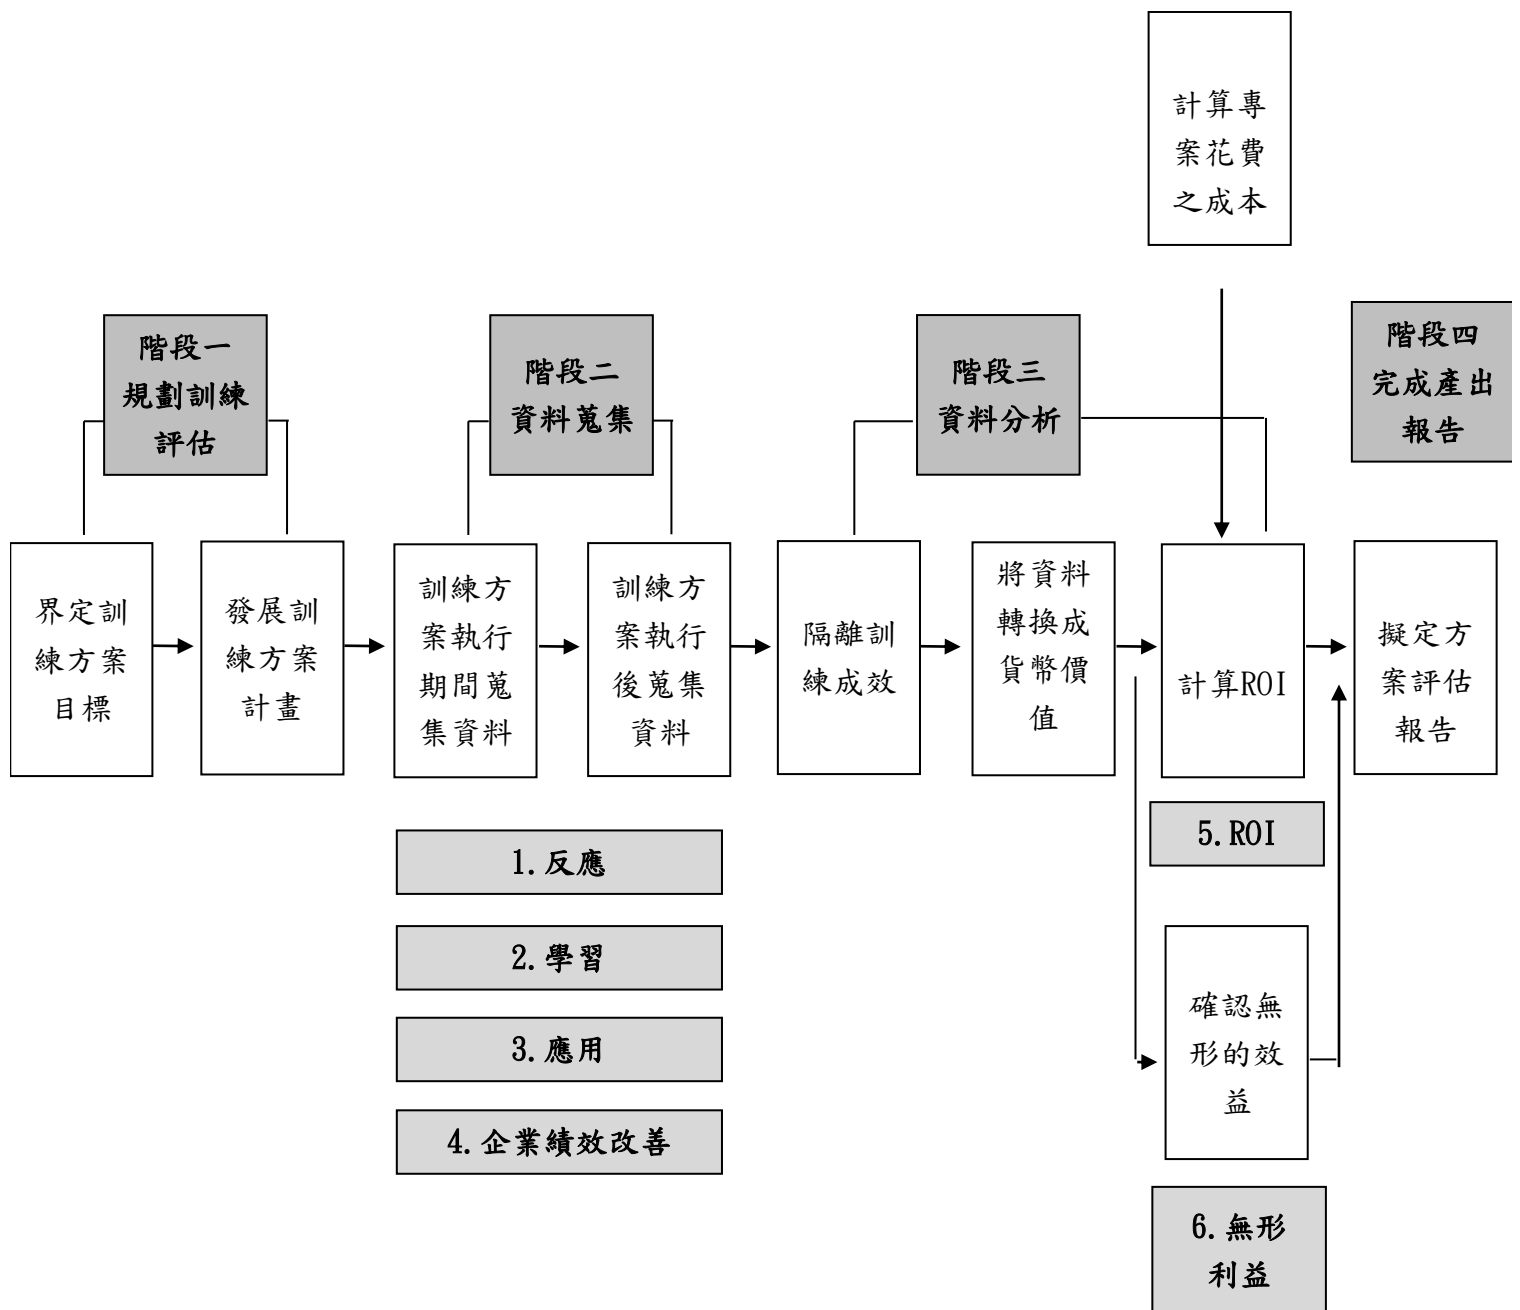 計算專
案花費
之成本
階段一
規劃訓練
評估
階段二
資料蒐集
階段三
資料分析
階段四
完成產出
報告
界定訓
練方案
目標
發展訓
練方案
計畫
訓練方
案執行
期間蒐
集資料
訓練方
案執行
後蒐集
資料
隔離訓
練成效
將資料
轉換成
貨幣價
值
計算ROI
擬定方
案評估
報告
1.反應
2.學習
3.應用
4.企業績效改善
5.ROI
確認無
形的效
益
6.無形
利益